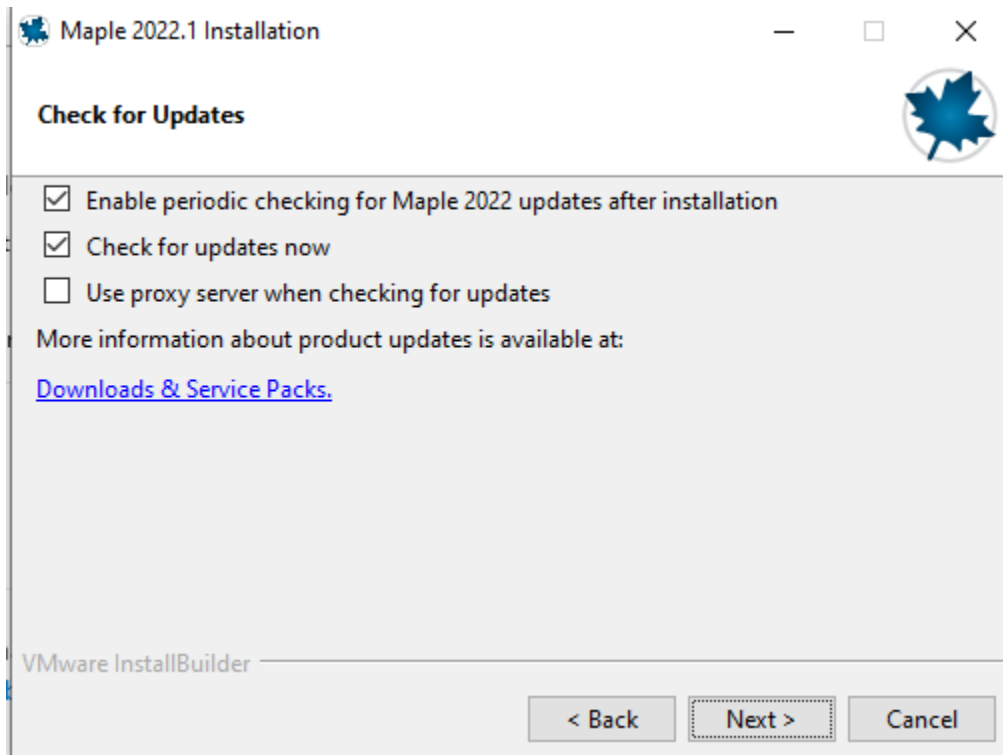 Maple 2022.1 Installation
Check for Updates
Enable periodic checking for Maple 2022 updates after installation
Check for updates now
Use proxy server when checking for updates
More information about product updates is available at:
Downloads & Service Packs.
VMware InstallBuilder
< Back
Next >
Cancel